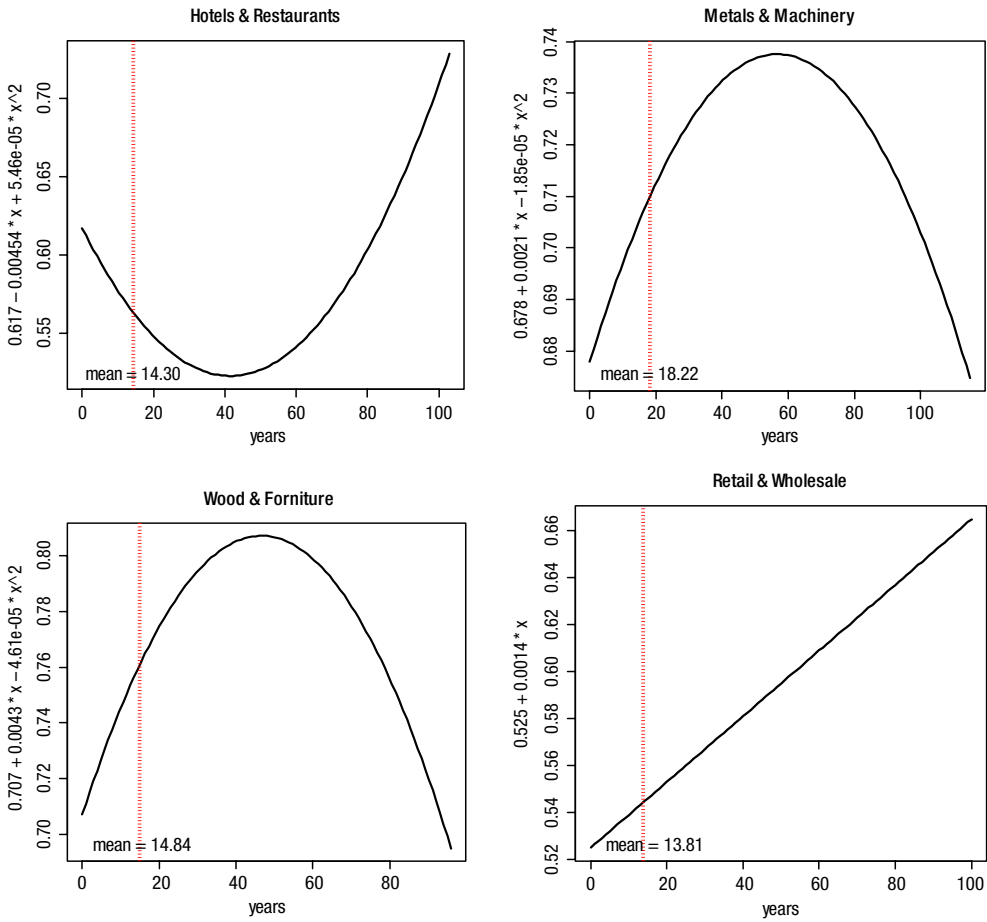 Hotels & Restaurants
0.617 – 0.00454 * x + 5.46e-05 * x^2
0.70
0.65
0.60
0.55
mean = 14.30
0 20 40 60 80 100
years
Metals & Machinery
0.678 + 0.0021 * x – 1.85e-05 * x^2
0.74
0.73
0.72
0.71
0.70
0.69
0.68
mean = 18.22
0 20 40 60 80 100
years
Wood & Forniture
0.707 + 0.0043 * x – 4.61e-05 * x^2
0.80
0.78
0.76
0.74
0.72
0.70
mean = 14.84
0 20 40 60 80
years
Retail & Wholesale
0.525 + 0.0014 * x
0.66
0.64
0.62
0.60
0.58
0.56
0.54
0.52
mean = 13.81
0 20 40 60 80 100
years